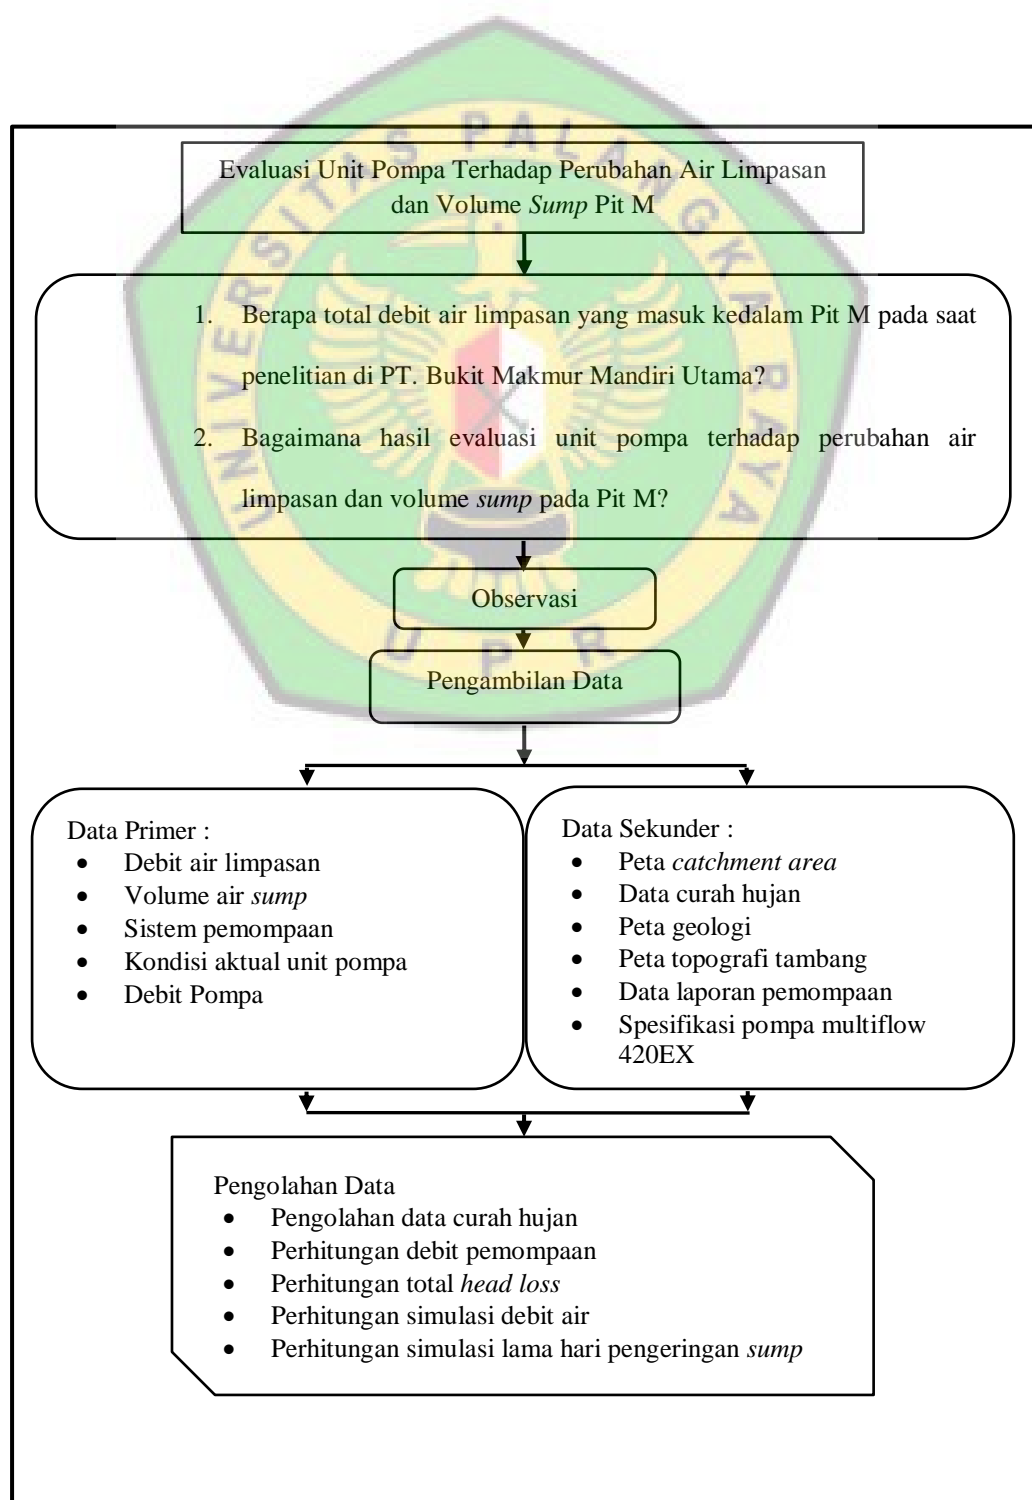 UNIVERSITAS PALANGKA RAYA
UPR
Evaluasi Unit Pompa Terhadap Perubahan Air Limpasan
dan Volume Sump Pit M
1. Berapa total debit air limpasan yang masuk kedalam Pit M pada saat
penelitian di PT. Bukit Makmur Mandiri Utama?
2. Bagaimana hasil evaluasi unit pompa terhadap perubahan air
limpasan dan volume sump pada Pit M?
Observasi
Pengambilan Data
Data Primer :
• Debit air limpasan
• Volume air sump
• Sistem pemompaan
• Kondisi aktual unit pompa
• Debit Pompa
Data Sekunder :
• Peta catchment area
• Data curah hujan
• Peta geologi
• Peta topografi tambang
• Data laporan pemompaan
• Spesifikasi pompa multiflow
420EX
Pengolahan Data
• Pengolahan data curah hujan
• Perhitungan debit pemompaan
• Perhitungan total head loss
• Perhitungan simulasi debit air
• Perhitungan simulasi lama hari pengeringan sump